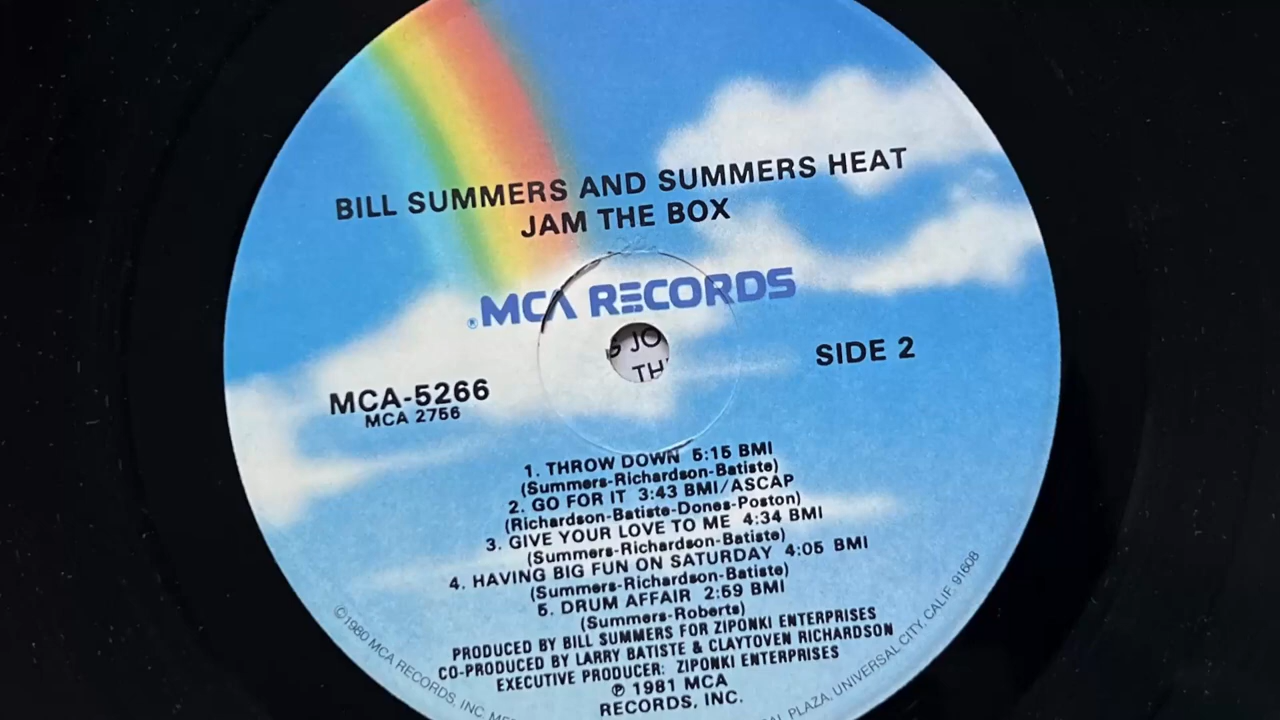 BILL SUMMERS AND SUMMERS HEAT
JAM THE BOX
®MCA RECORDS
SIDE 2
MCA-5266
MCA 2756
1. THROW DOWN 5:15 BMI
(Summers-Richardson-Batiste)
2. GO FOR IT 3:43 BMI/ASCAP
(Richardson-Batiste-Dones-Poston)
3. GIVE YOUR LOVE TO ME 4:34 BMI
(Summers-Richardson-Batiste)
4. HAVING BIG FUN ON SATURDAY 4:05 BMI
(Summers-Richardson-Batiste)
5. DRUM AFFAIR 2:59 BMI
(Summers-Roberts)
PRODUCED BY BILL SUMMERS FOR ZIPONKI ENTERPRISES
CO-PRODUCED BY LARRY BATISTE & CLAYTOVEN RICHARDSON
EXECUTIVE PRODUCER: ZIPONKI ENTERPRISES
℗ 1981 MCA
RECORDS, INC.
©1980 MCA RECORDS, INC.
PLAZA, UNIVERSAL CITY, CALIF. 91608